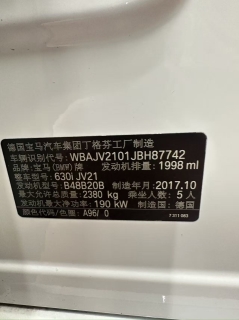 德国宝马汽车集团丁格芬工厂制造
车辆识别代号: WBAJV2101JBH87742
品牌: 宝马(BMW) 发动机排量: 1998 ml
整车型号: 630i JV21
发动机型号: B48B20B 制造年月: 2017.10
最大允许总质量: 2380 kg 乘坐人数: 5 人
发动机最大净功率: 190 kW 制造国: 德国
颜色代码/色条: A96/ 0
7 211 083